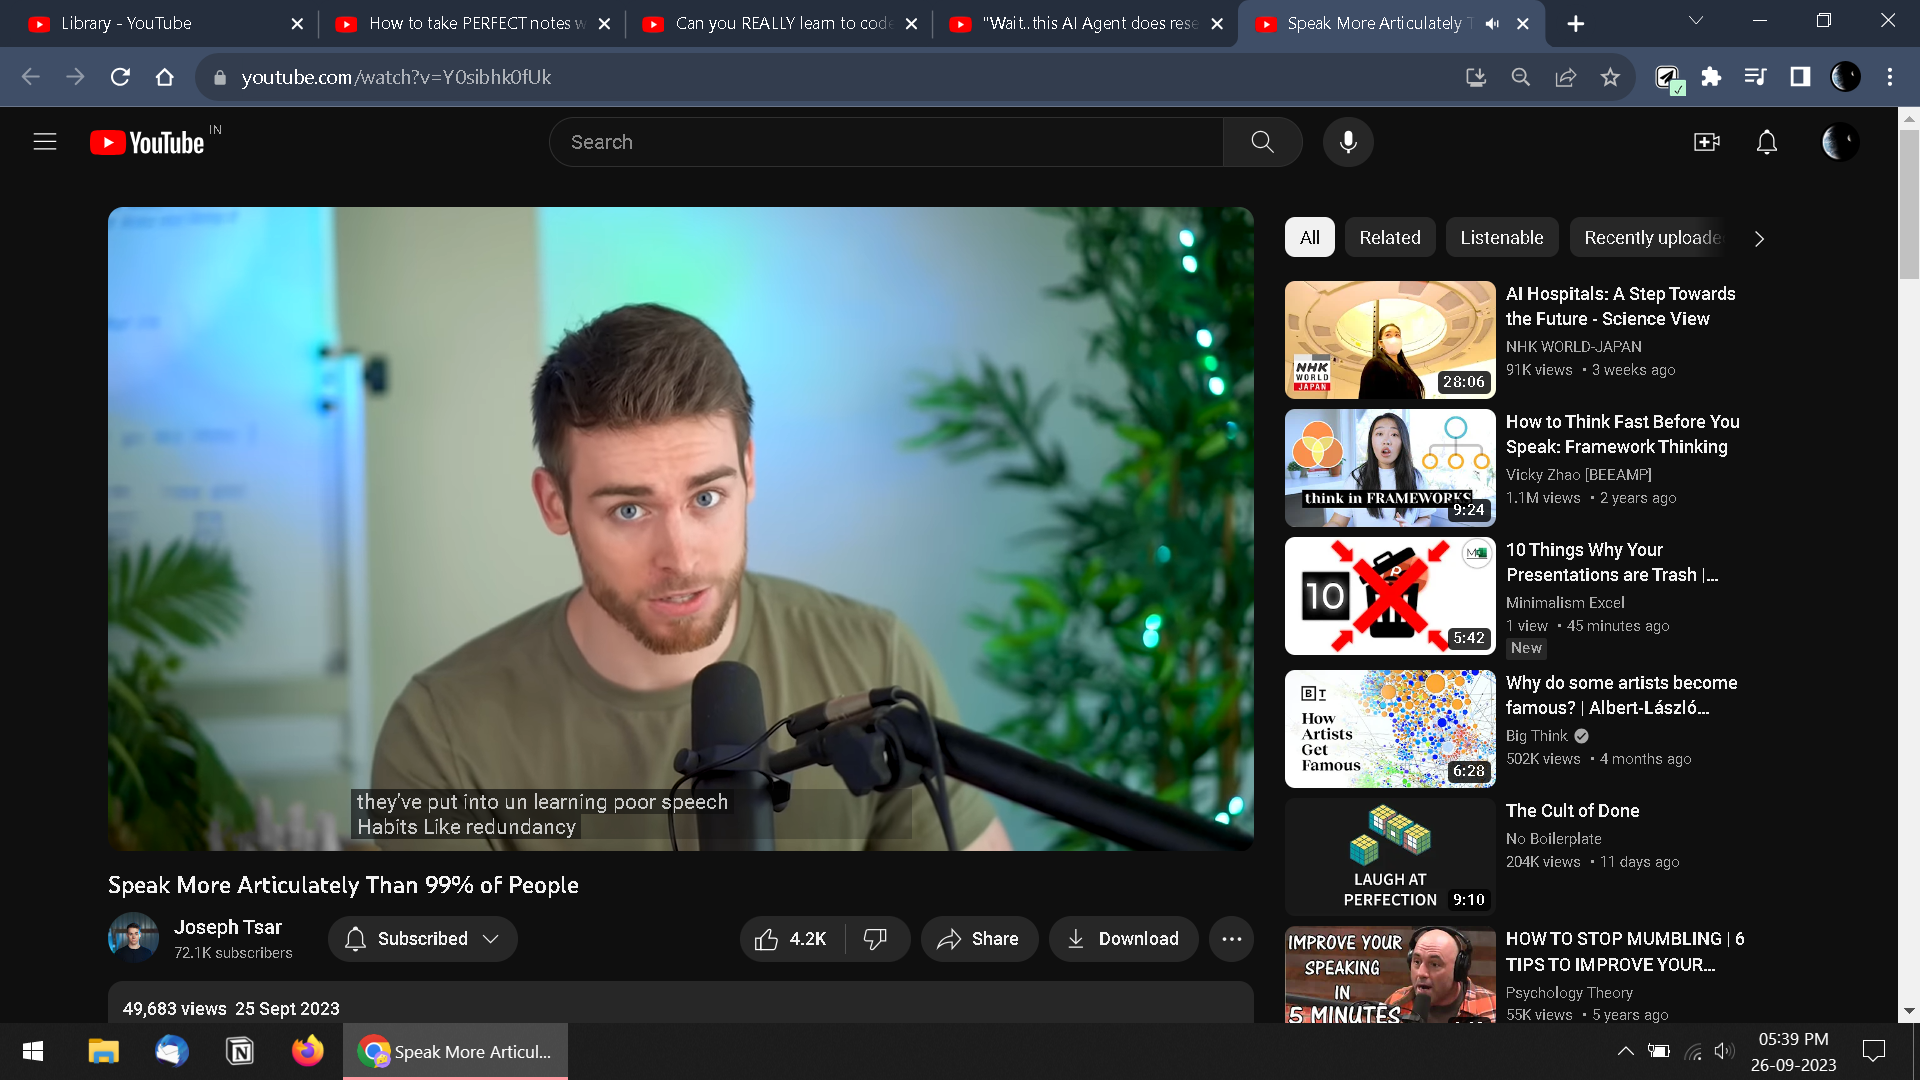 Library - YouTube
How to take PERFECT notes w
Can you REALLY learn to code
"Wait..this AI Agent does rese
Speak More Articulately T
youtube.com/watch?v=Y0sibhk0fUk
YouTube IN
Search
All
Related
Listenable
Recently uploade
NHK
WORLD
JAPAN
28:06
AI Hospitals: A Step Towards
the Future - Science View
NHK WORLD-JAPAN
91K views • 3 weeks ago
think in FRAMEWORKS
9:24
How to Think Fast Before You
Speak: Framework Thinking
Vicky Zhao [BEEAMP]
1.1M views • 2 years ago
10
5:42
10 Things Why Your
Presentations are Trash |...
Minimalism Excel
1 view • 45 minutes ago
New
B T
How
Artists
Get
Famous
6:28
Why do some artists become
famous? | Albert-László...
Big Think
502K views • 4 months ago
LAUGH AT
PERFECTION
9:10
The Cult of Done
No Boilerplate
204K views • 11 days ago
IMPROVE YOUR
SPEAKING
IN
5 MINUTES
HOW TO STOP MUMBLING | 6
TIPS TO IMPROVE YOUR...
Psychology Theory
55K views • 5 years ago
they've put into un learning poor speech
Habits Like redundancy
Speak More Articulately Than 99% of People
Joseph Tsar
72.1K subscribers
Subscribed
4.2K
Share
Download
49,683 views 25 Sept 2023
Speak More Articul...
05:39 PM
26-09-2023